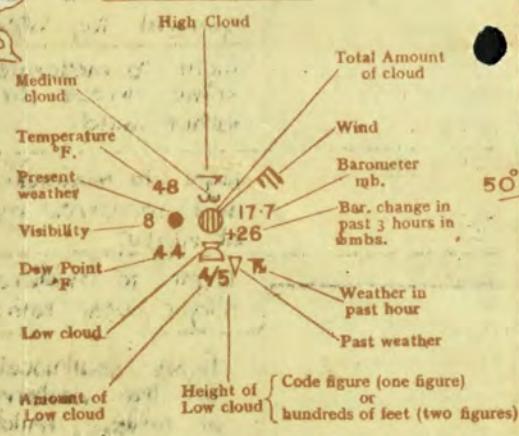 High Cloud
Total Amount
of cloud
Medium
cloud
Wind
Temperature
°F.
Barometer
mb.
Present
weather
48
50°
Visibility
8
17·7
+26
Bar. change in
past 3 hours in
mbs.
Dew Point
°F
44
4/5
Weather in
past hour
Low cloud
Past weather
Amount of
Low cloud
Height of
Low cloud
Code figure (one figure)
or
hundreds of feet (two figures)